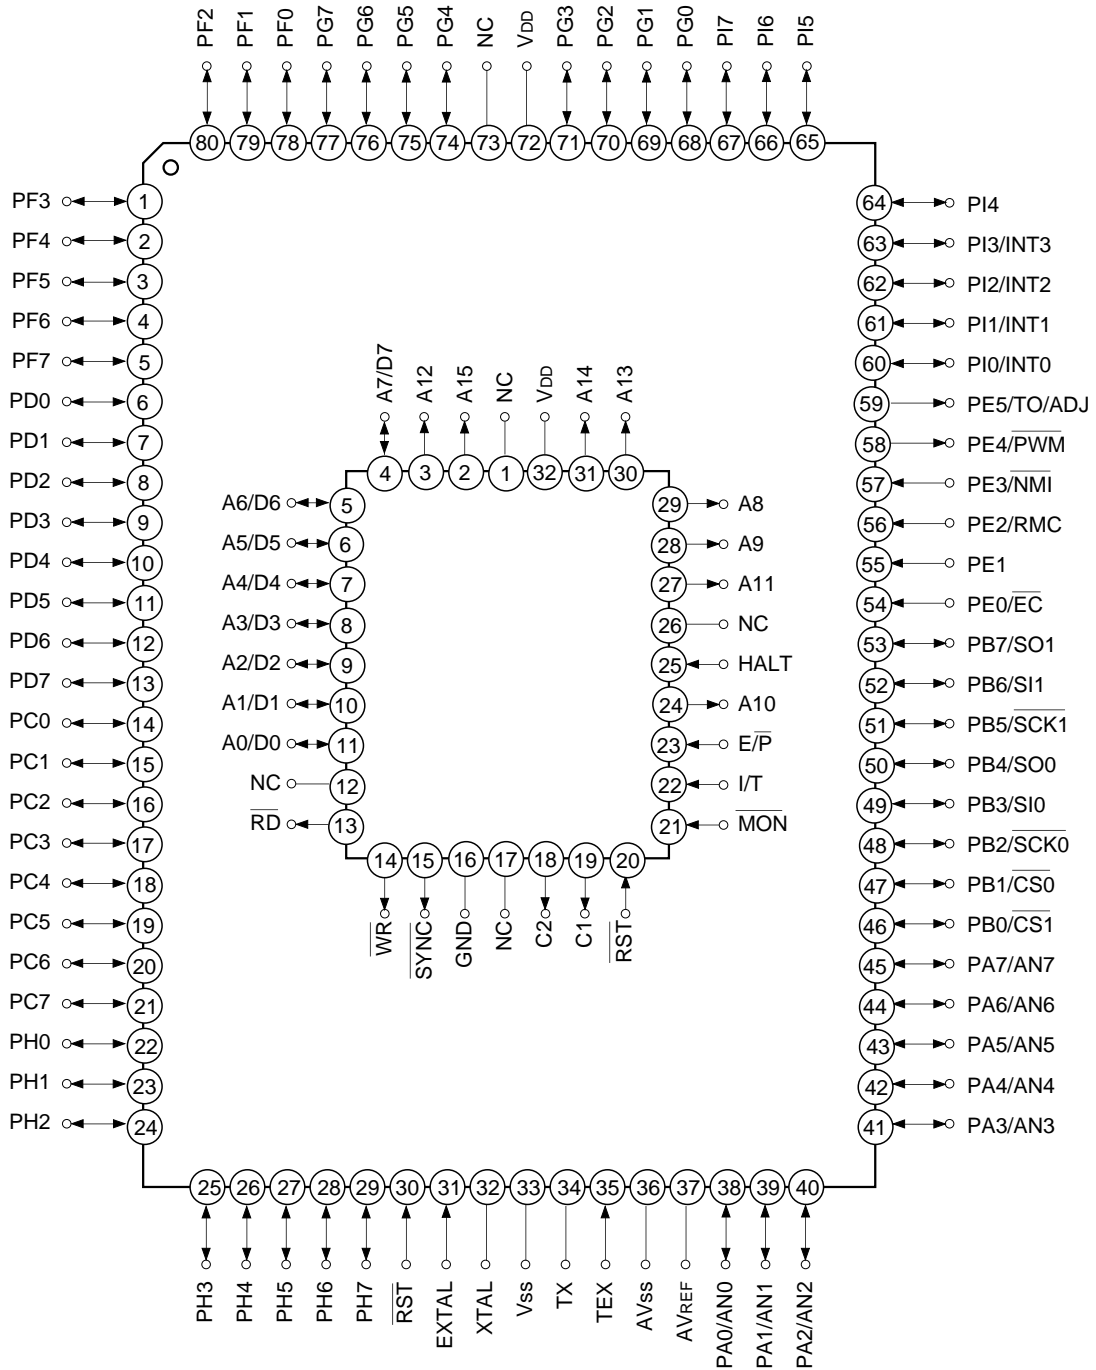 PF2 PF1 PF0 PG7 PG6 PG5 PG4 NC VDD PG3 PG2 PG1 PG0 PI7 PI6 PI5
80 79 78 77 76 75 74 73 72 71 70 69 68 67 66 65
PF3 1
PF4 2
PF5 3
PF6 4
PF7 5
PD0 6
PD1 7
PD2 8
PD3 9
PD4 10
PD5 11
PD6 12
PD7 13
PC0 14
PC1 15
PC2 16
PC3 17
PC4 18
PC5 19
PC6 20
PC7 21
PH0 22
PH1 23
PH2 24
A7/D7 A12 A15 NC VDD A14 A13
4 3 2 1 32 31 30
A6/D6 5
A5/D5 6
A4/D4 7
A3/D3 8
A2/D2 9
A1/D1 10
A0/D0 11
NC 12
RD 13
29 A8
28 A9
27 A11
26 NC
25 HALT
24 A10
23 E/P
22 I/T
21 MON
14 15 16 17 18 19 20
WR SYNC GND NC C2 C1 RST
64 PI4
63 PI3/INT3
62 PI2/INT2
61 PI1/INT1
60 PI0/INT0
59 PE5/TO/ADJ
58 PE4/PWM
57 PE3/NMI
56 PE2/RMC
55 PE1
54 PE0/EC
53 PB7/SO1
52 PB6/SI1
51 PB5/SCK1
50 PB4/SO0
49 PB3/SI0
48 PB2/SCK0
47 PB1/CS0
46 PB0/CS1
45 PA7/AN7
44 PA6/AN6
43 PA5/AN5
42 PA4/AN4
41 PA3/AN3
25 26 27 28 29 30 31 32 33 34 35 36 37 38 39 40
PH3 PH4 PH5 PH6 PH7 RST EXTAL XTAL Vss TX TEX AVss AVREF PA0/AN0 PA1/AN1 PA2/AN2